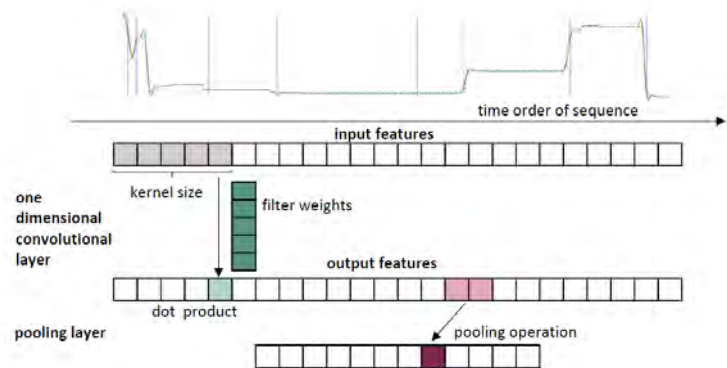 time order of sequence
input features
kernel size
one
dimensional
convolutional
layer
filter weights
output features
dot product
pooling layer
pooling operation